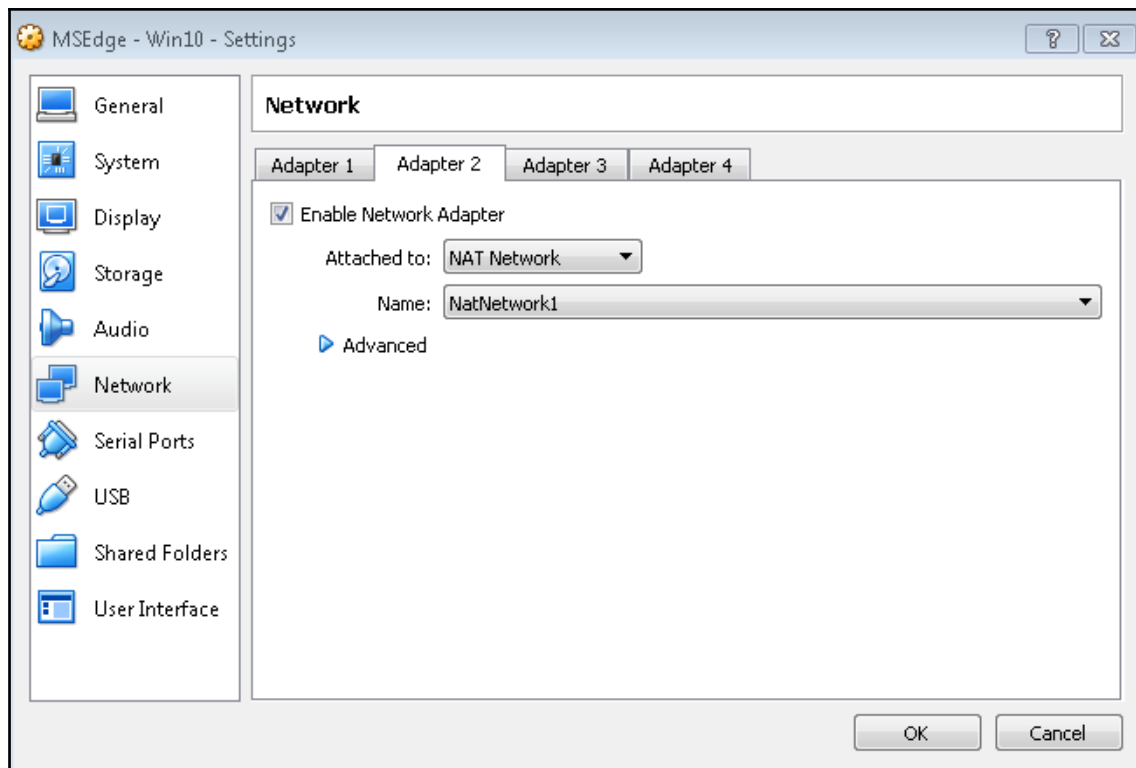 MSEdge - Win10 - Settings
General
System
Display
Storage
Audio
Network
Serial Ports
USB
Shared Folders
User Interface
Network
Adapter 1 Adapter 2 Adapter 3 Adapter 4
Enable Network Adapter
Attached to: NAT Network
Name: NatNetwork1
Advanced
OK Cancel